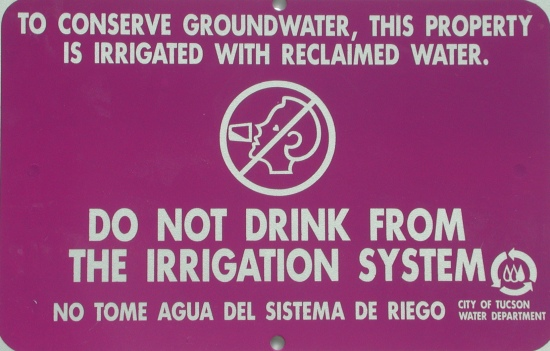 TO CONSERVE GROUNDWATER, THIS PROPERTY
IS IRRIGATED WITH RECLAIMED WATER.
DO NOT DRINK FROM
THE IRRIGATION SYSTEM
NO TOME AGUA DEL SISTEMA DE RIEGO
CITY OF TUCSON
WATER DEPARTMENT